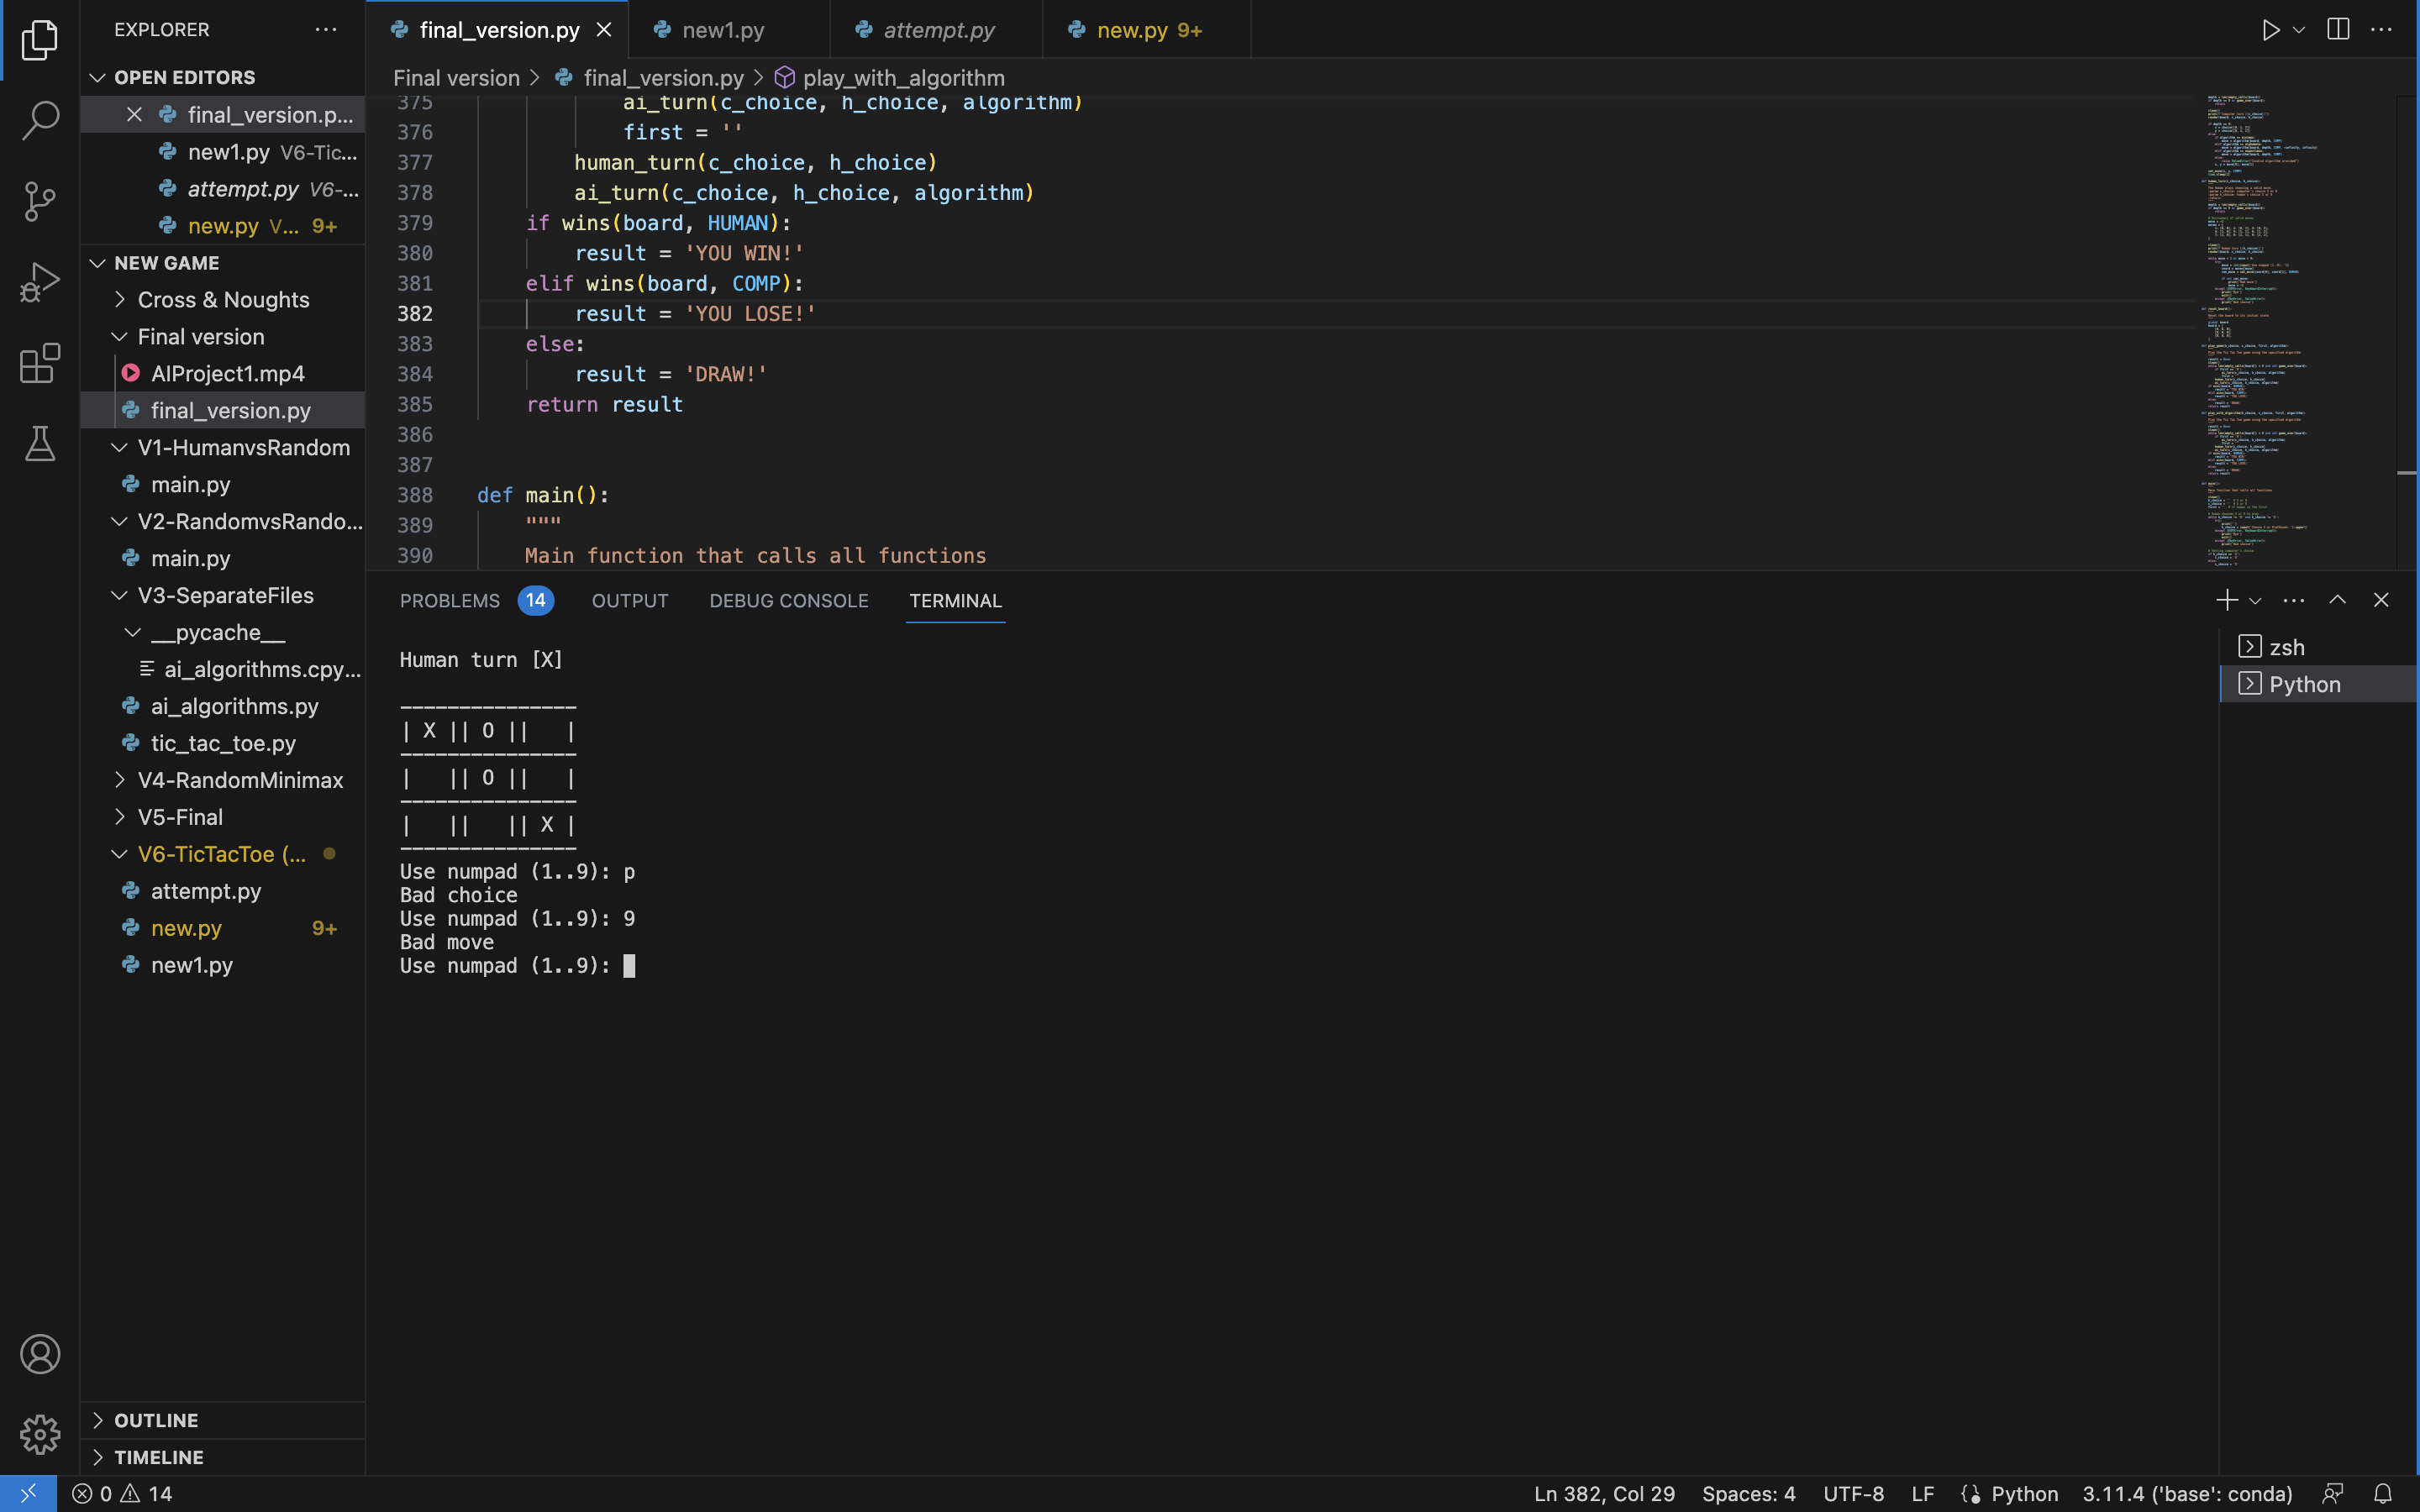 EXPLORER
OPEN EDITORS
final_version.p...
new1.py V6-Tic...
attempt.py V6-...
new.py V... 9+
NEW GAME
Cross & Noughts
Final version
AIProject1.mp4
final_version.py
V1-HumanvsRandom
main.py
V2-RandomvsRando...
main.py
V3-SeparateFiles
__pycache__
ai_algorithms.cpy...
ai_algorithms.py
tic_tac_toe.py
V4-RandomMinimax
V5-Final
V6-TicTacToe (...
attempt.py
new.py 9+
new1.py
OUTLINE
TIMELINE
final_version.py new1.py attempt.py new.py 9+
Final version > final_version.py > play_with_algorithm
375 ai_turn(c_choice, h_choice, algorithm)
376 first = ''
377 human_turn(c_choice, h_choice)
378 ai_turn(c_choice, h_choice, algorithm)
379 if wins(board, HUMAN):
380 result = 'YOU WIN!'
381 elif wins(board, COMP):
382 result = 'YOU LOSE!'
383 else:
384 result = 'DRAW!'
385 return result
386
387
388 def main():
389 """
390 Main function that calls all functions
PROBLEMS 14 OUTPUT DEBUG CONSOLE TERMINAL
Human turn [X]
---------------
| X || O ||   |
---------------
|   || O ||   |
---------------
|   ||   || X |
---------------
Use numpad (1..9): p
Bad choice
Use numpad (1..9): 9
Bad move
Use numpad (1..9):
zsh
Python
0 14 Ln 382, Col 29 Spaces: 4 UTF-8 LF Python 3.11.4 ('base': conda)